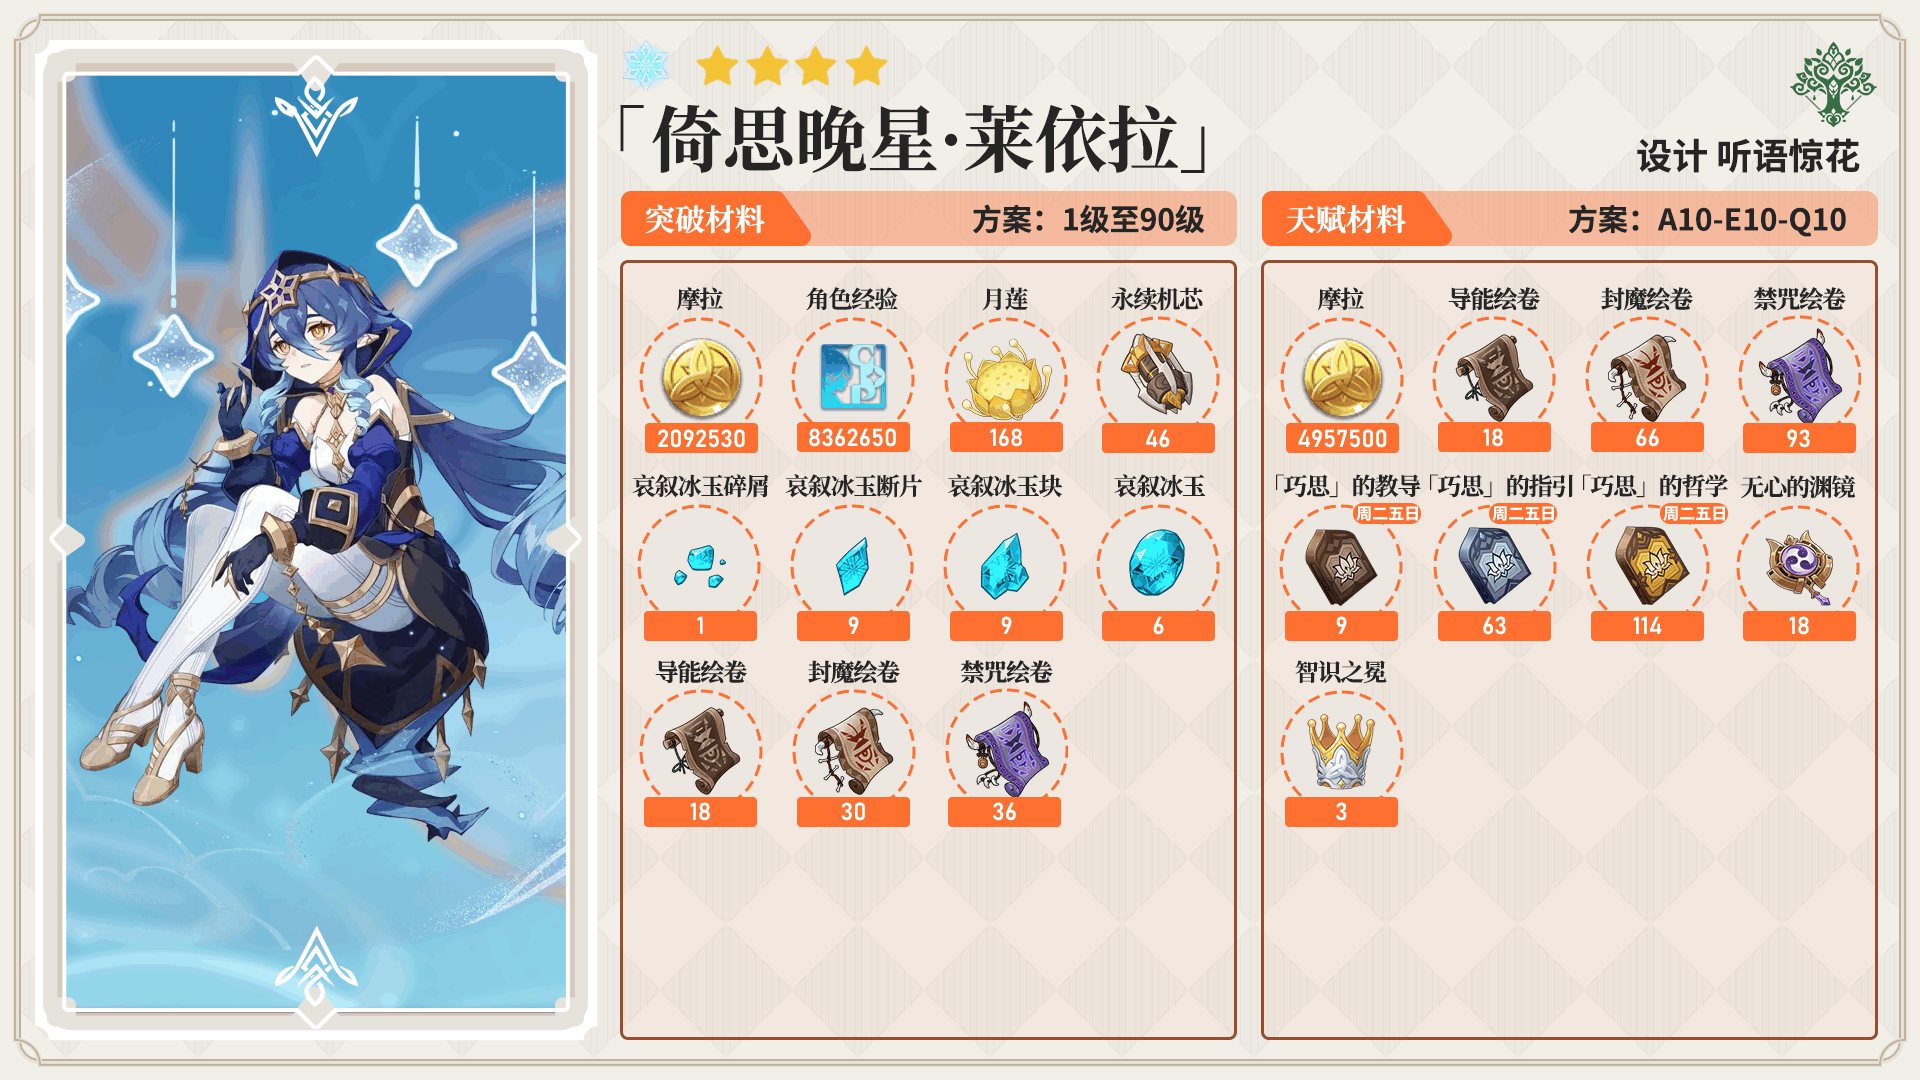 「倚思晚星·莱依拉」
设计 听语惊花
突破材料
方案：1级至90级
摩拉 角色经验 月莲 永续机芯
2092530 8362650 168 46
哀叙冰玉碎屑 哀叙冰玉断片 哀叙冰玉块 哀叙冰玉
1 9 9 6
导能绘卷 封魔绘卷 禁咒绘卷
18 30 36
天赋材料
方案：A10-E10-Q10
摩拉 导能绘卷 封魔绘卷 禁咒绘卷
4957500 18 66 93
「巧思」的教导 「巧思」的指引 「巧思」的哲学 无心的渊镜
周二五日 周二五日 周二五日
9 63 114 18
智识之冕
3